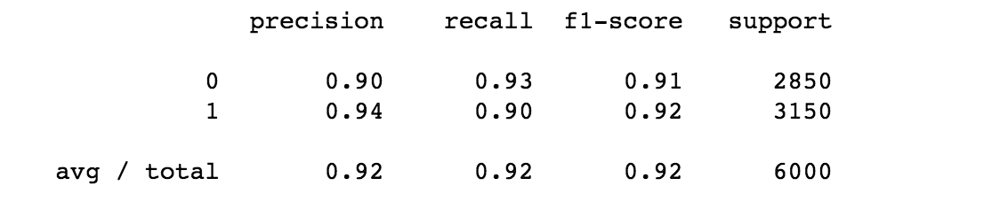 precision recall f1-score support
0 0.90 0.93 0.91 2850
1 0.94 0.90 0.92 3150
avg / total 0.92 0.92 0.92 6000